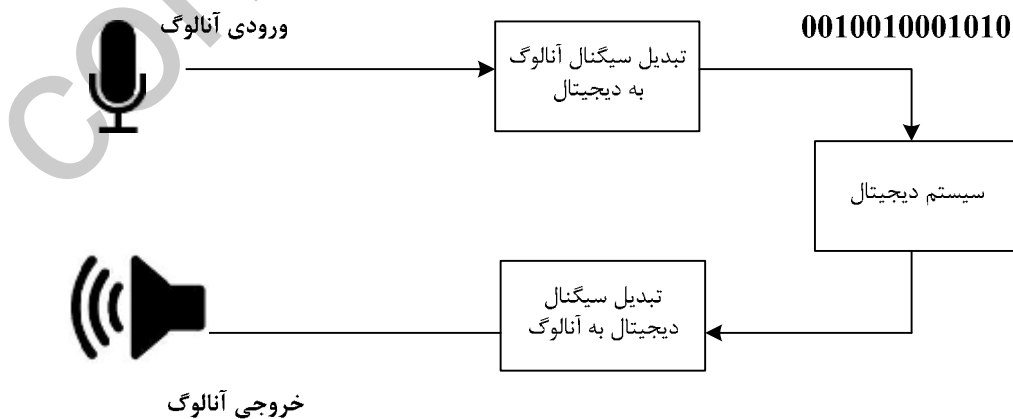 ورودی آنالوگ
تبدیل سیگنال آنالوگ
به دیجیتال
0010010001010
سیستم دیجیتال
تبدیل سیگنال
دیجیتال به آنالوگ
خروجی آنالوگ